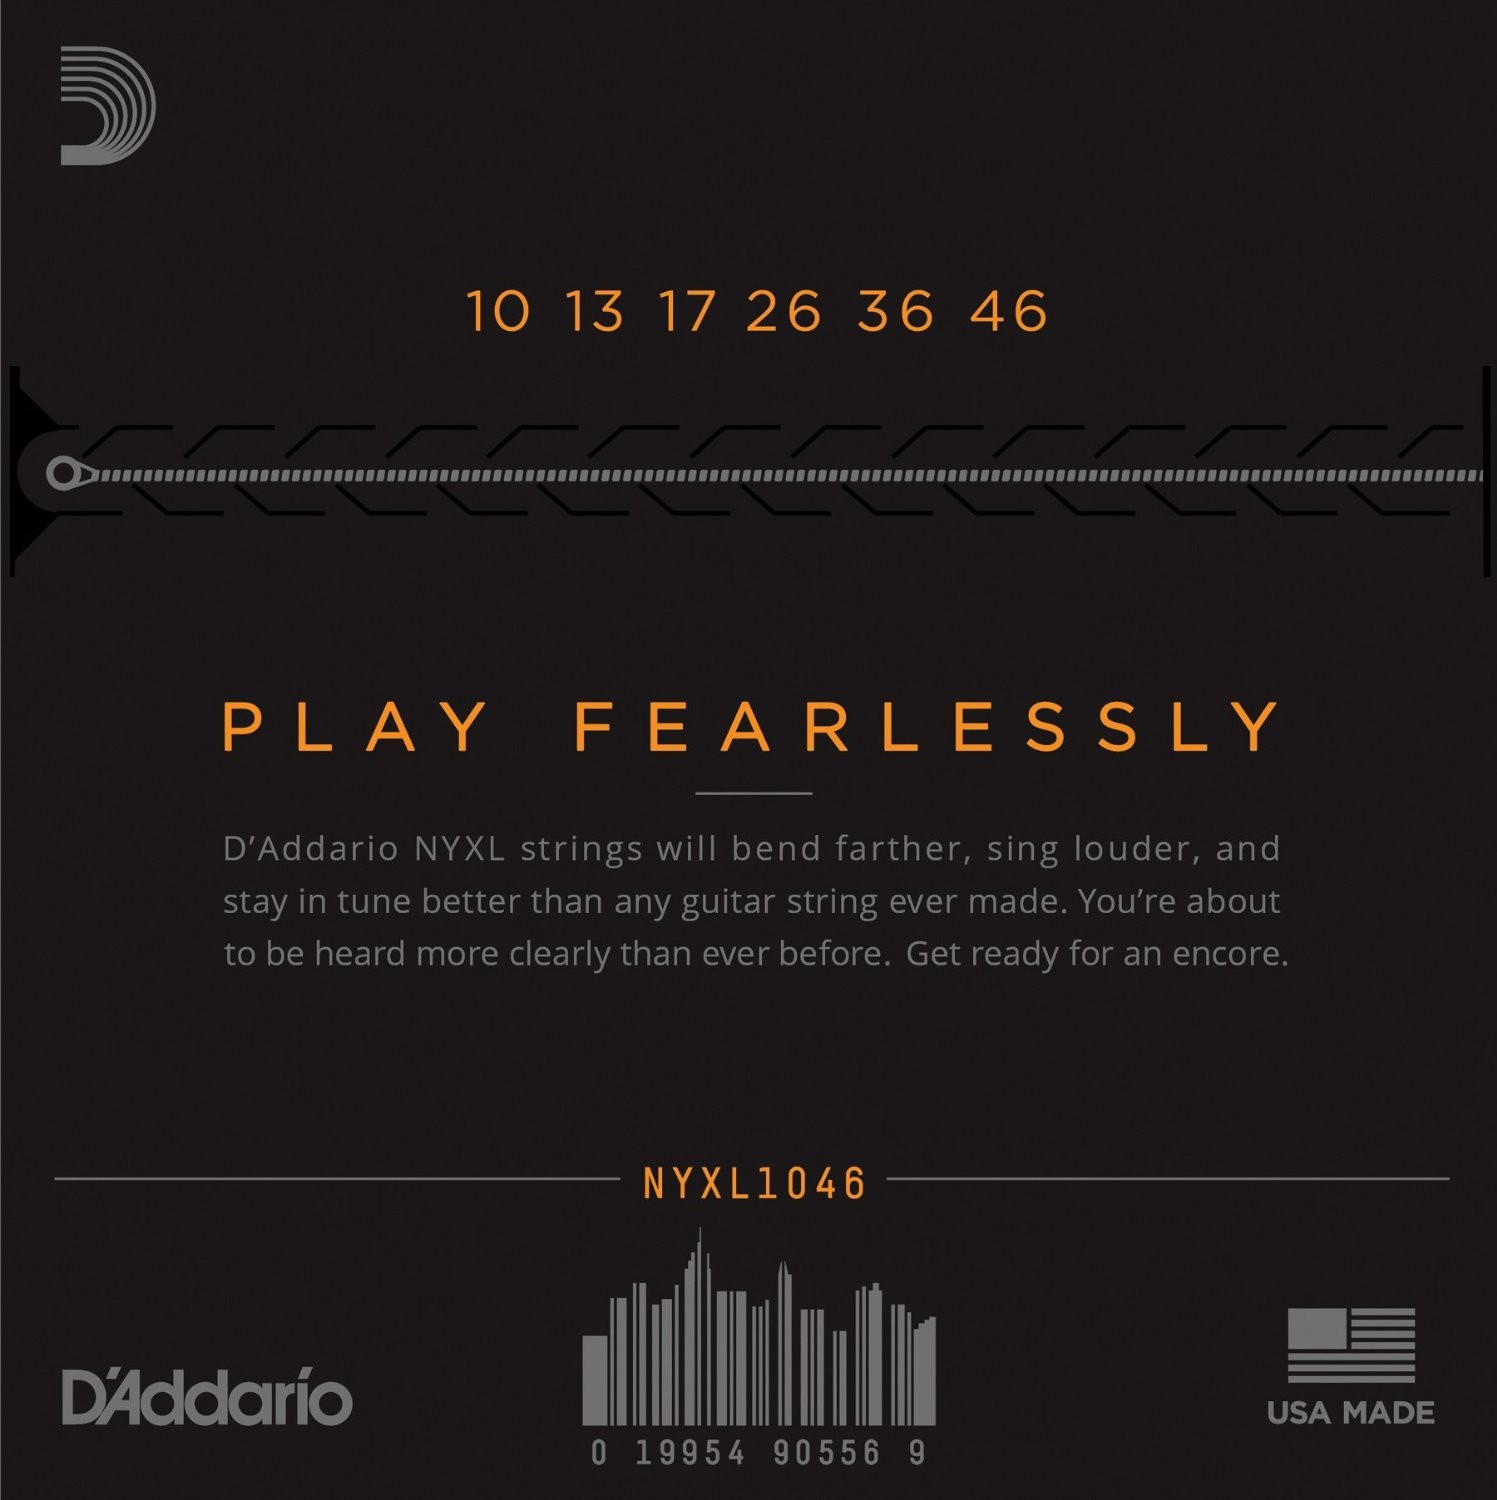 10 13 17 26 36 46
PLAY FEARLESSLY
D’Addario NYXL strings will bend farther, sing louder, and
stay in tune better than any guitar string ever made. You’re about
to be heard more clearly than ever before. Get ready for an encore.
NYXL1046
D'Addario
0 19954 90556 9
USA MADE